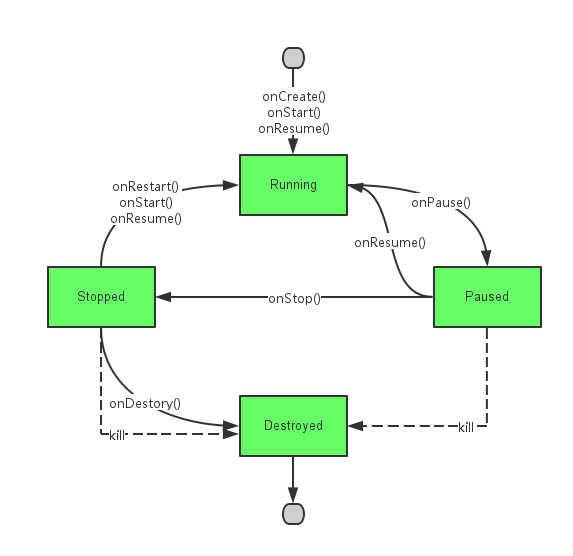 onCreate()
onStart()
onResume()
Running
onRestart()
onStart()
onResume()
onPause()
onResume()
Stopped
onStop()
Paused
onDestory()
kill
Destroyed
kill